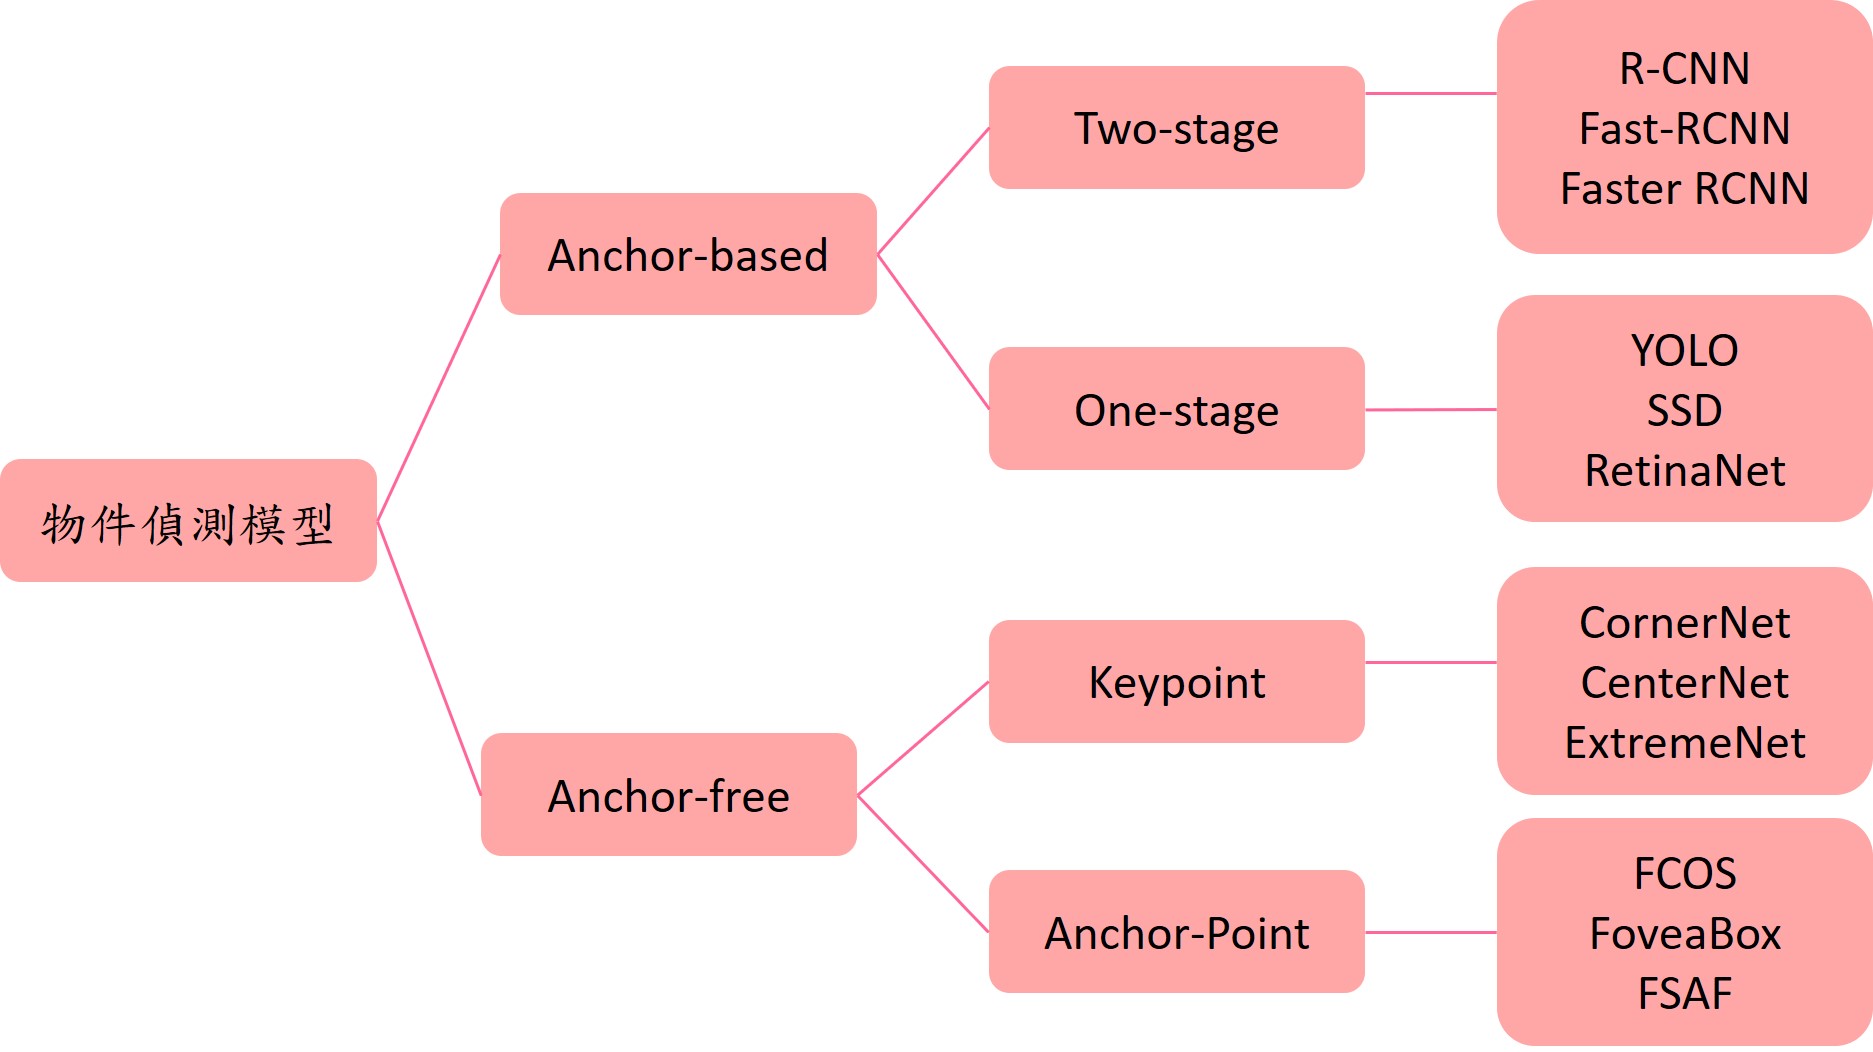 物件偵測模型
Anchor-based
Two-stage
R-CNN
Fast-RCNN
Faster RCNN
One-stage
YOLO
SSD
RetinaNet
Anchor-free
Keypoint
CornerNet
CenterNet
ExtremeNet
Anchor-Point
FCOS
FoveaBox
FSAF